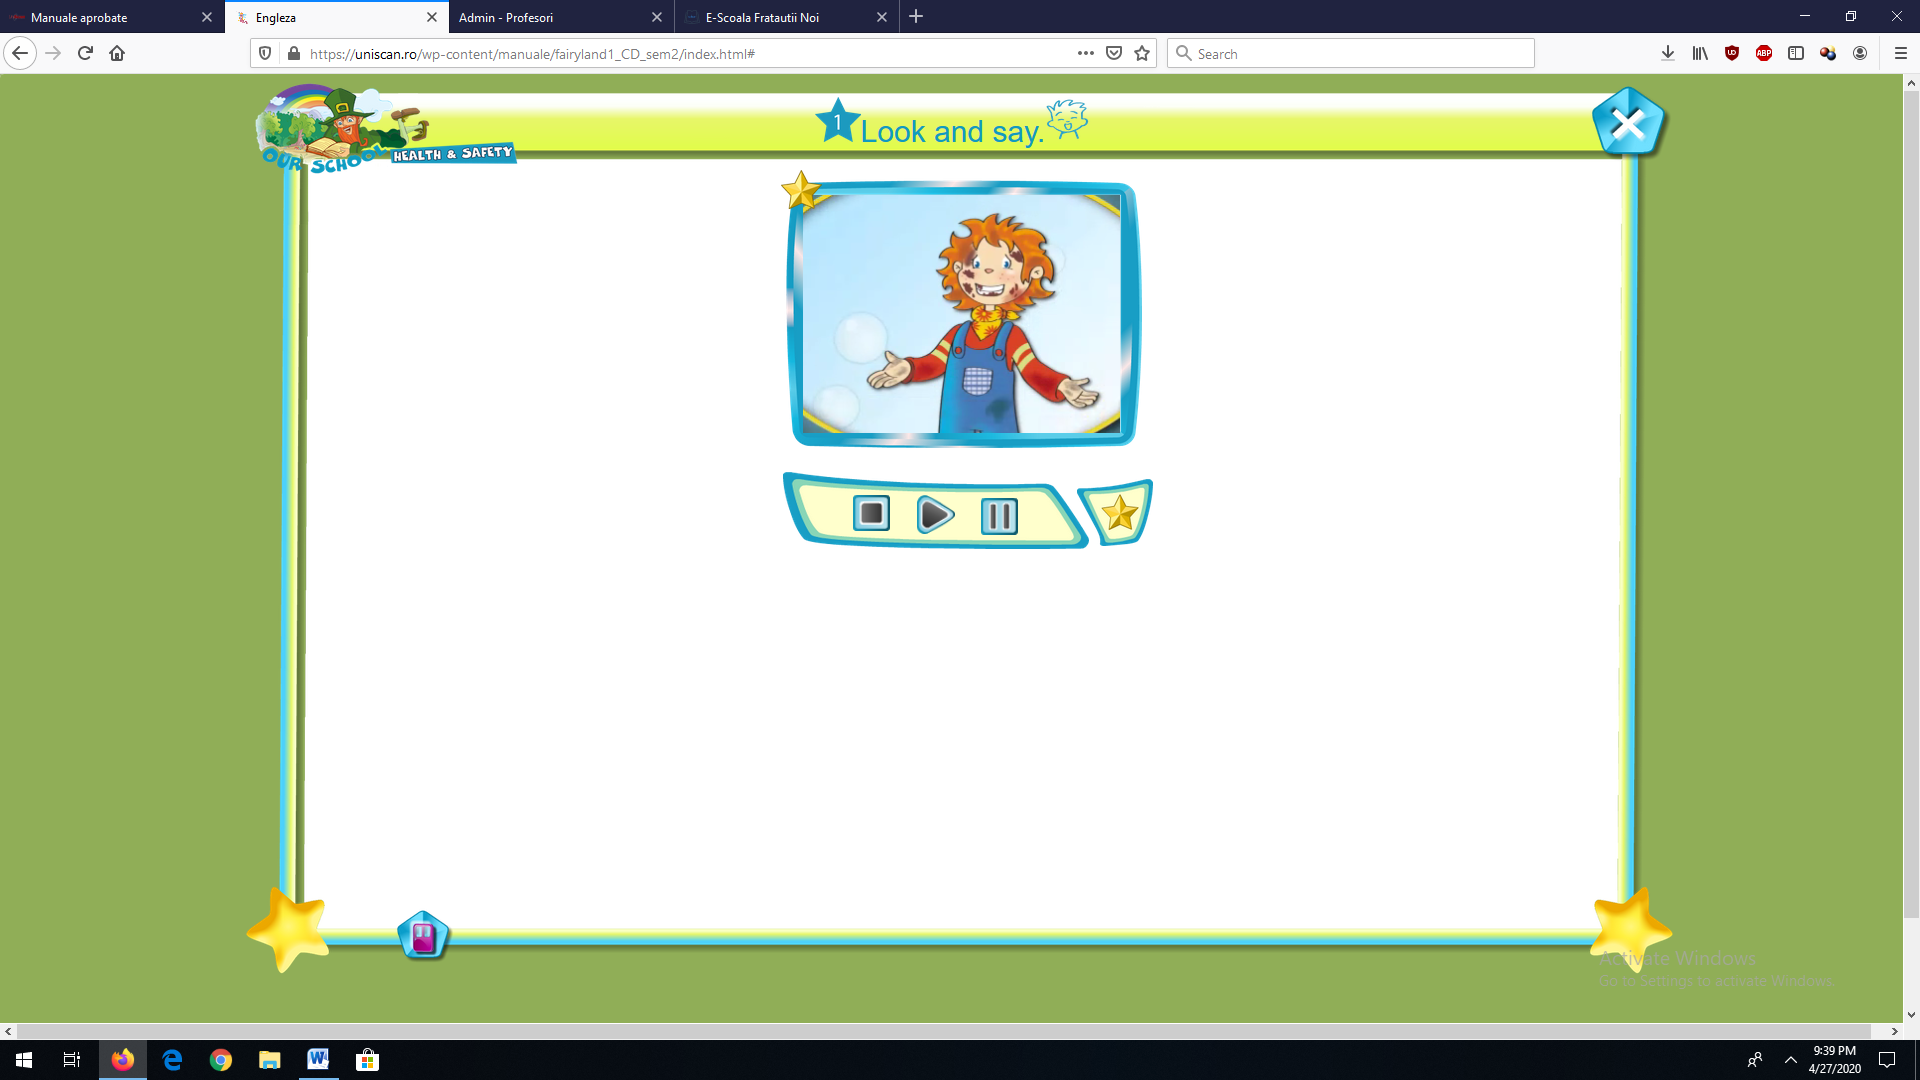 Manuale aprobate
Engleza
Admin - Profesori
E-Scoala Fratautii Noi
https://uniscan.ro/wp-content/manuale/fairyland1_CD_sem2/index.html#
Search
OUR SCHOOL
HEALTH & SAFETY
1 Look and say.
Activate Windows
Go to Settings to activate Windows.
9:39 PM
4/27/2020